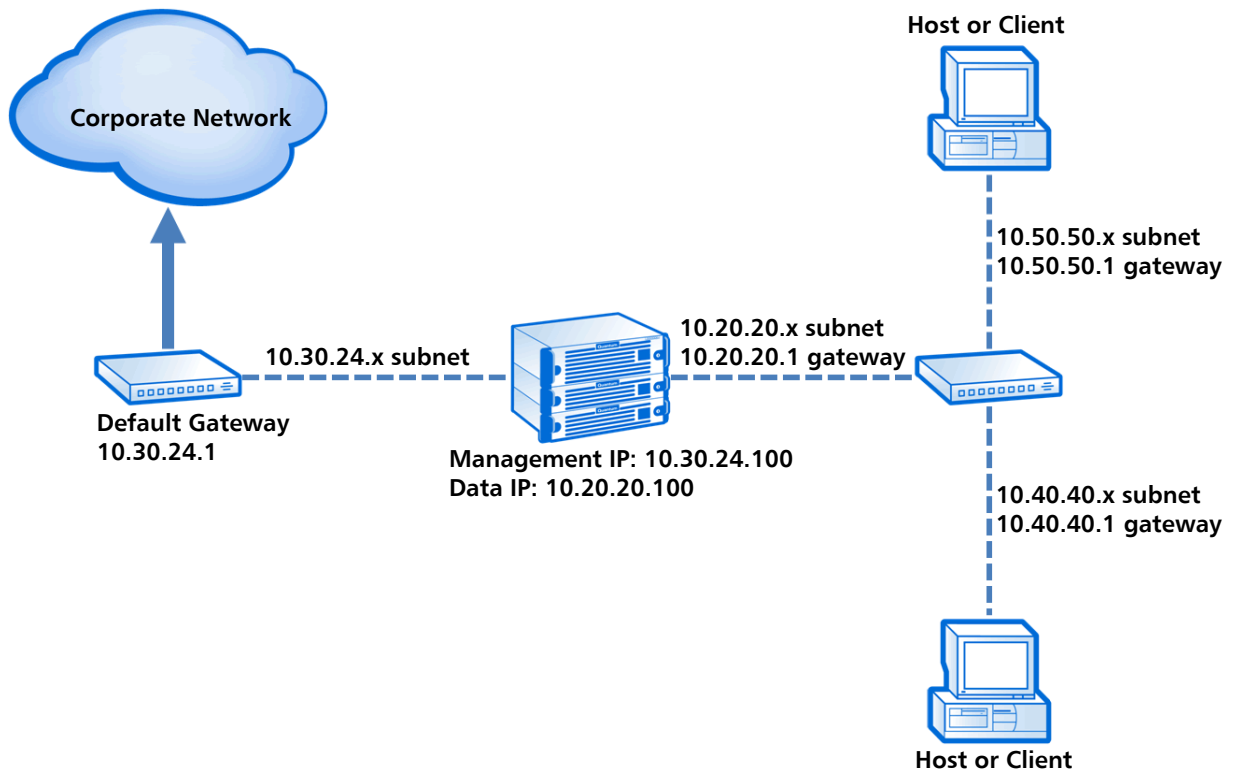 Host or Client
Corporate Network
10.50.50.x subnet
10.50.50.1 gateway
10.20.20.x subnet
10.20.20.1 gateway
10.30.24.x subnet
Default Gateway
10.30.24.1
Management IP: 10.30.24.100
Data IP: 10.20.20.100
10.40.40.x subnet
10.40.40.1 gateway
Host or Client